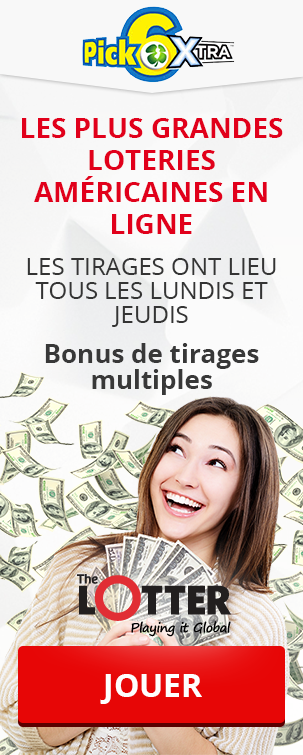 Pick 6 XTRA
LES PLUS GRANDES
LOTERIES
AMÉRICAINES EN
LIGNE
LES TIRAGES ONT LIEU
TOUS LES LUNDIS ET
JEUDIS
Bonus de tirages
multiples
The
LOTTER
Playing it Global
JOUER